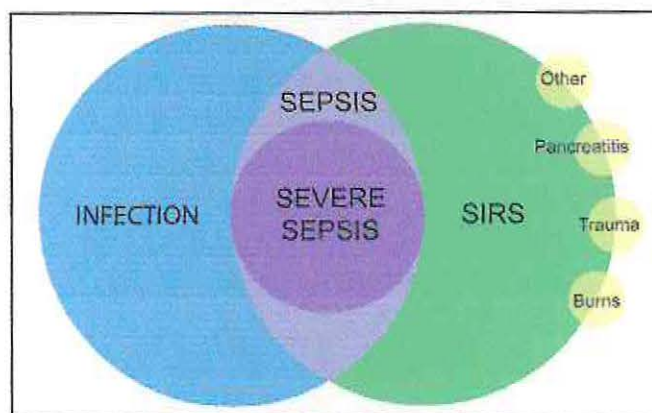 SEPSIS
Other
Pancreatitis
INFECTION
SEVERE
SEPSIS
SIRS
Trauma
Burns